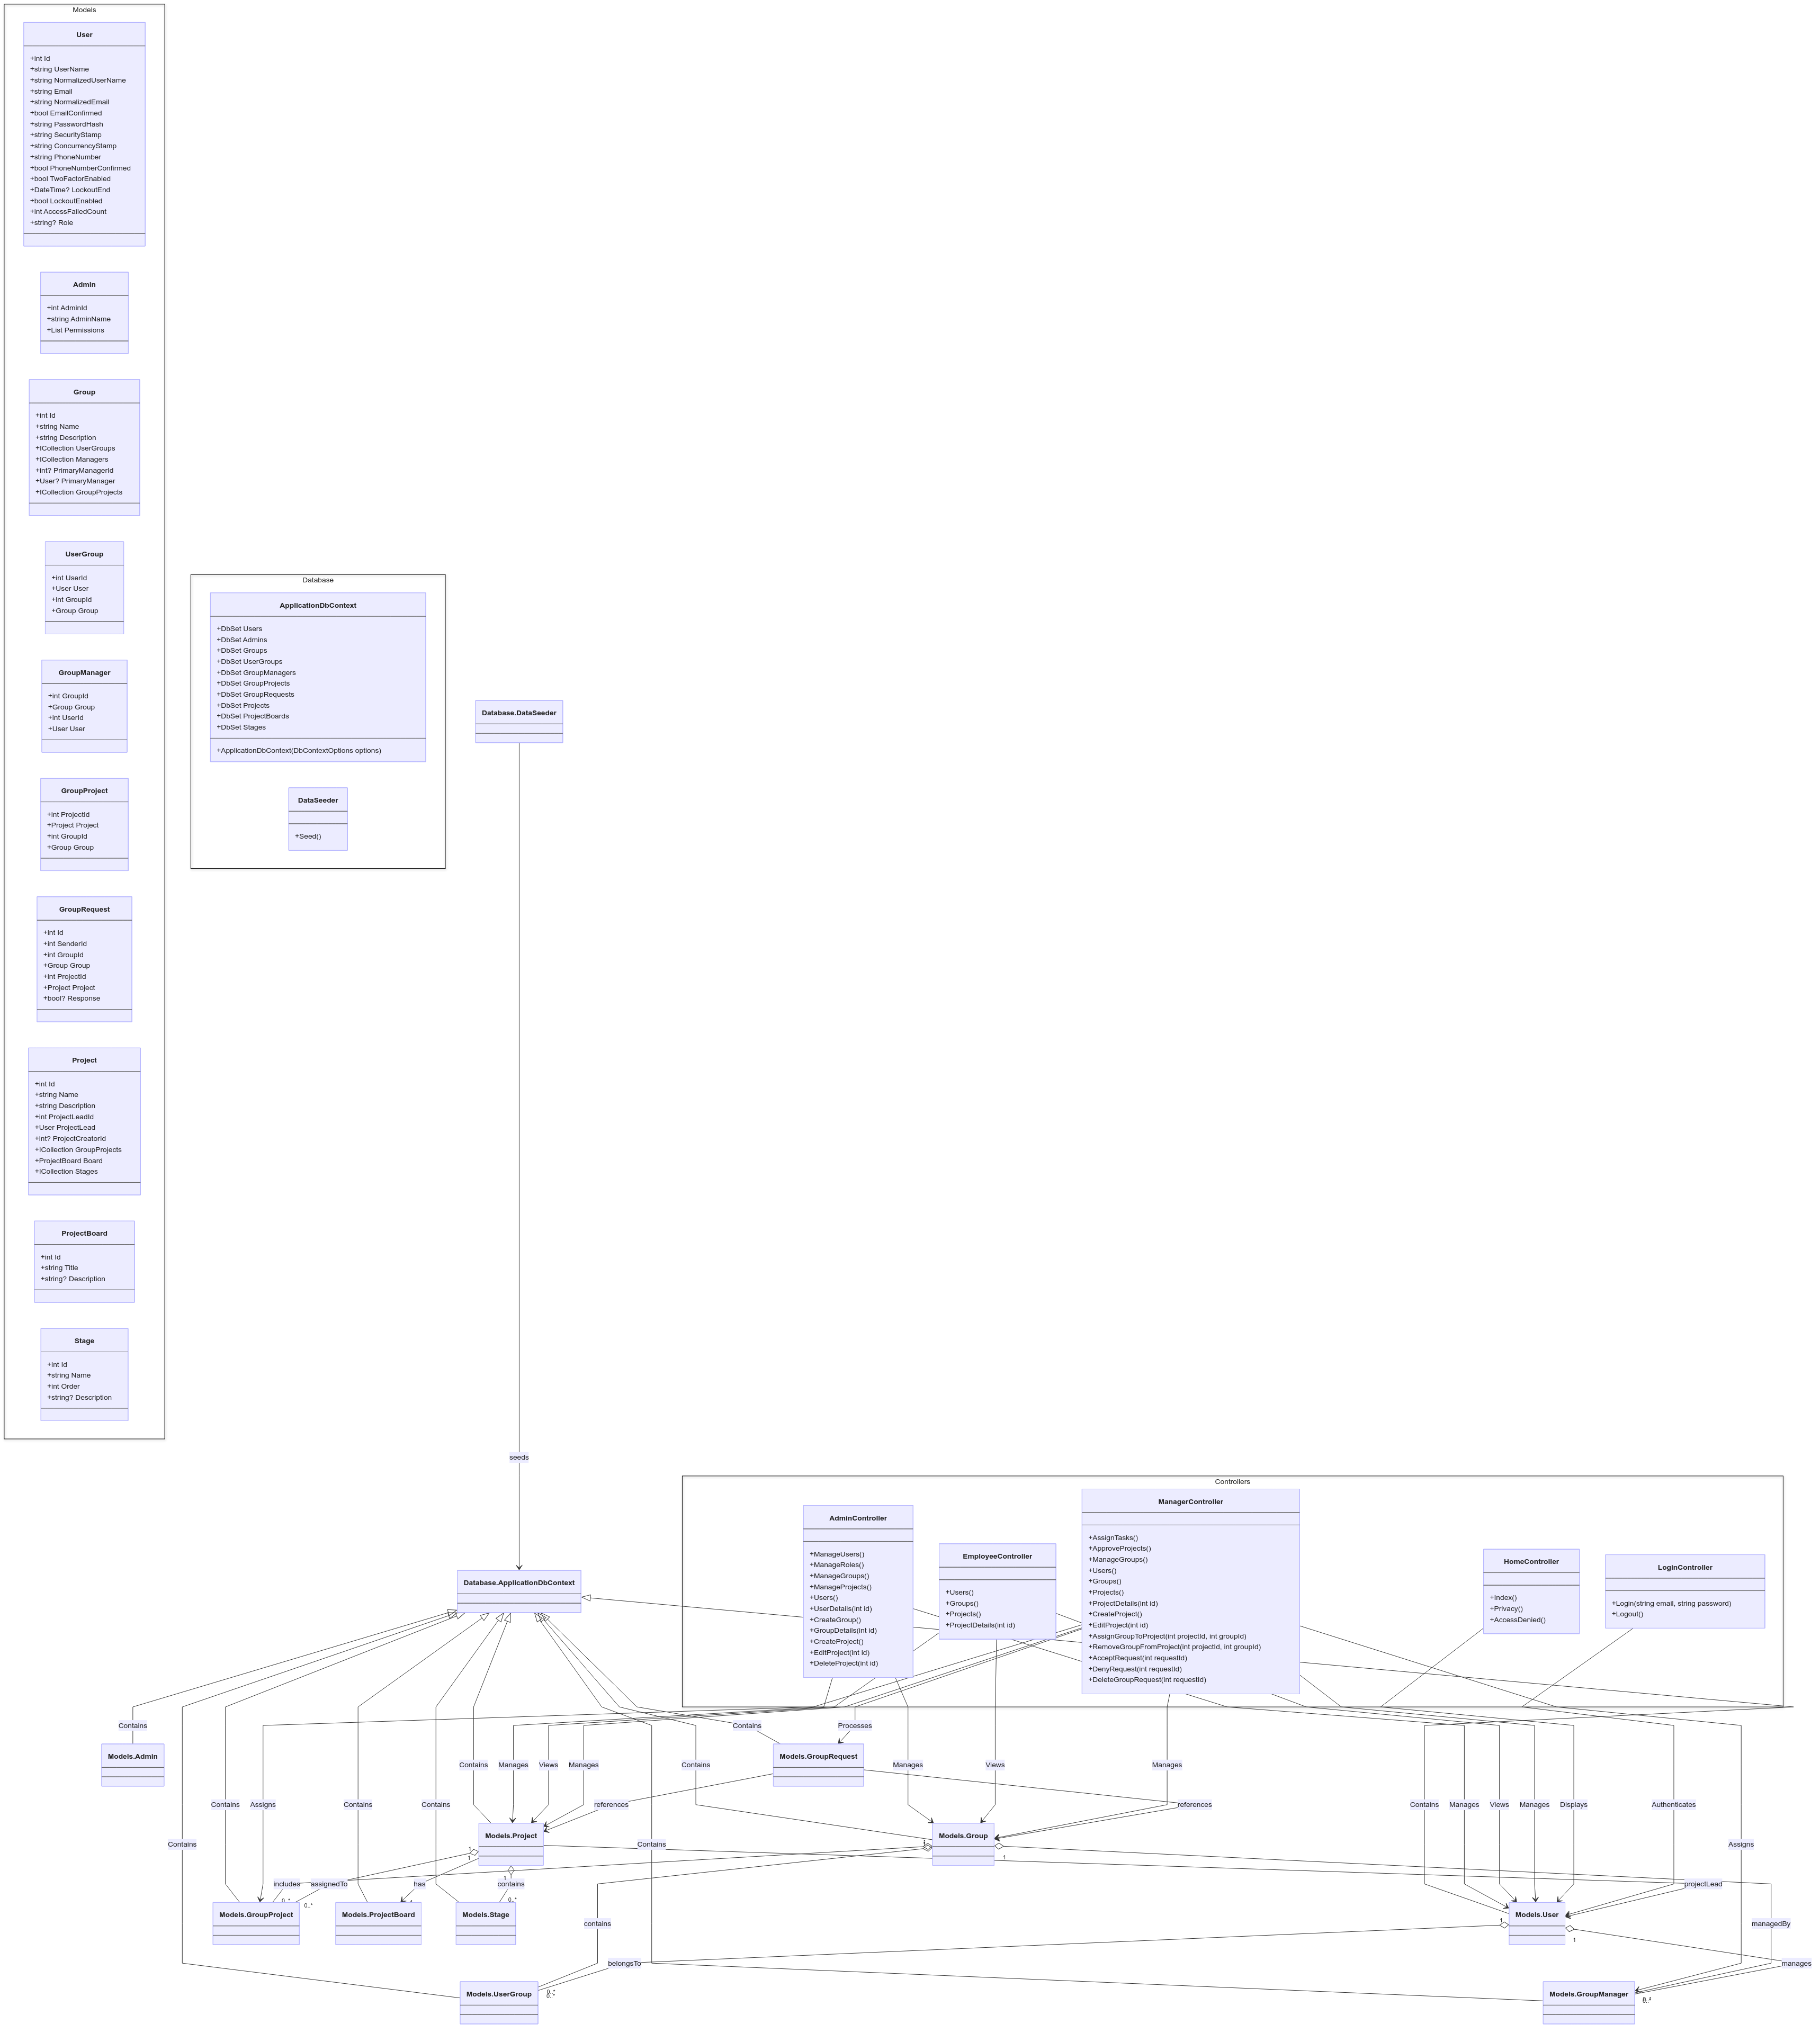 Models
User
+int Id
+string UserName
+string NormalizedUserName
+string Email
+string NormalizedEmail
+bool EmailConfirmed
+string PasswordHash
+string SecurityStamp
+string ConcurrencyStamp
+string PhoneNumber
+bool PhoneNumberConfirmed
+bool TwoFactorEnabled
+DateTime? LockoutEnd
+bool LockoutEnabled
+int AccessFailedCount
+string? Role
Admin
+int AdminId
+string AdminName
+List Permissions
Group
+int Id
+string Name
+string Description
+ICollection UserGroups
+ICollection Managers
+int? PrimaryManagerId
+User? PrimaryManager
+ICollection GroupProjects
UserGroup
+int UserId
+User User
+int GroupId
+Group Group
GroupManager
+int GroupId
+Group Group
+int UserId
+User User
GroupProject
+int ProjectId
+Project Project
+int GroupId
+Group Group
GroupRequest
+int Id
+int SenderId
+int GroupId
+Group Group
+int ProjectId
+Project Project
+bool? Response
Project
+int Id
+string Name
+string Description
+int ProjectLeadId
+User ProjectLead
+int? ProjectCreatorId
+ICollection GroupProjects
+ProjectBoard Board
+ICollection Stages
ProjectBoard
+int Id
+string Title
+string? Description
Stage
+int Id
+string Name
+int Order
+string? Description
Database
ApplicationDbContext
+DbSet Users
+DbSet Admins
+DbSet Groups
+DbSet UserGroups
+DbSet GroupManagers
+DbSet GroupProjects
+DbSet GroupRequests
+DbSet Projects
+DbSet ProjectBoards
+DbSet Stages
+ApplicationDbContext(DbContextOptions options)
DataSeeder
+Seed()
Database.DataSeeder
seeds
Database.ApplicationDbContext
Controllers
AdminController
+ManageUsers()
+ManageRoles()
+ManageGroups()
+ManageProjects()
+Users()
+UserDetails(int id)
+CreateGroup()
+GroupDetails(int id)
+CreateProject()
+EditProject(int id)
+DeleteProject(int id)
EmployeeController
+Users()
+Groups()
+Projects()
+ProjectDetails(int id)
ManagerController
+AssignTasks()
+ApproveProjects()
+ManageGroups()
+Users()
+Groups()
+Projects()
+ProjectDetails(int id)
+CreateProject()
+EditProject(int id)
+AssignGroupToProject(int projectId, int groupId)
+RemoveGroupFromProject(int projectId, int groupId)
+AcceptRequest(int requestId)
+DenyRequest(int requestId)
+DeleteGroupRequest(int requestId)
HomeController
+Index()
+Privacy()
+AccessDenied()
LogInController
+Login(string email, string password)
+Logout()
Contains
Contains
Processes
Models.Admin
Models.GroupRequest
Contains
Manages
Views
Manages
Contains
Manages
Views
Manages
Contains
Assigns
Contains
Contains
references
references
Contains
Manages
Views
Manages
Displays
Authenticates
Models.Project
Models.Group
Contains
Contains
Assigns
1
1
1
1
includes
assignedTo
has
contains
projectLead
0..*
0..*
0..*
Models.GroupProject
Models.ProjectBoard
Models.Stage
Models.User
contains
1
managedBy
1
belongsTo
manages
Models.UserGroup
0..*
Models.GroupManager